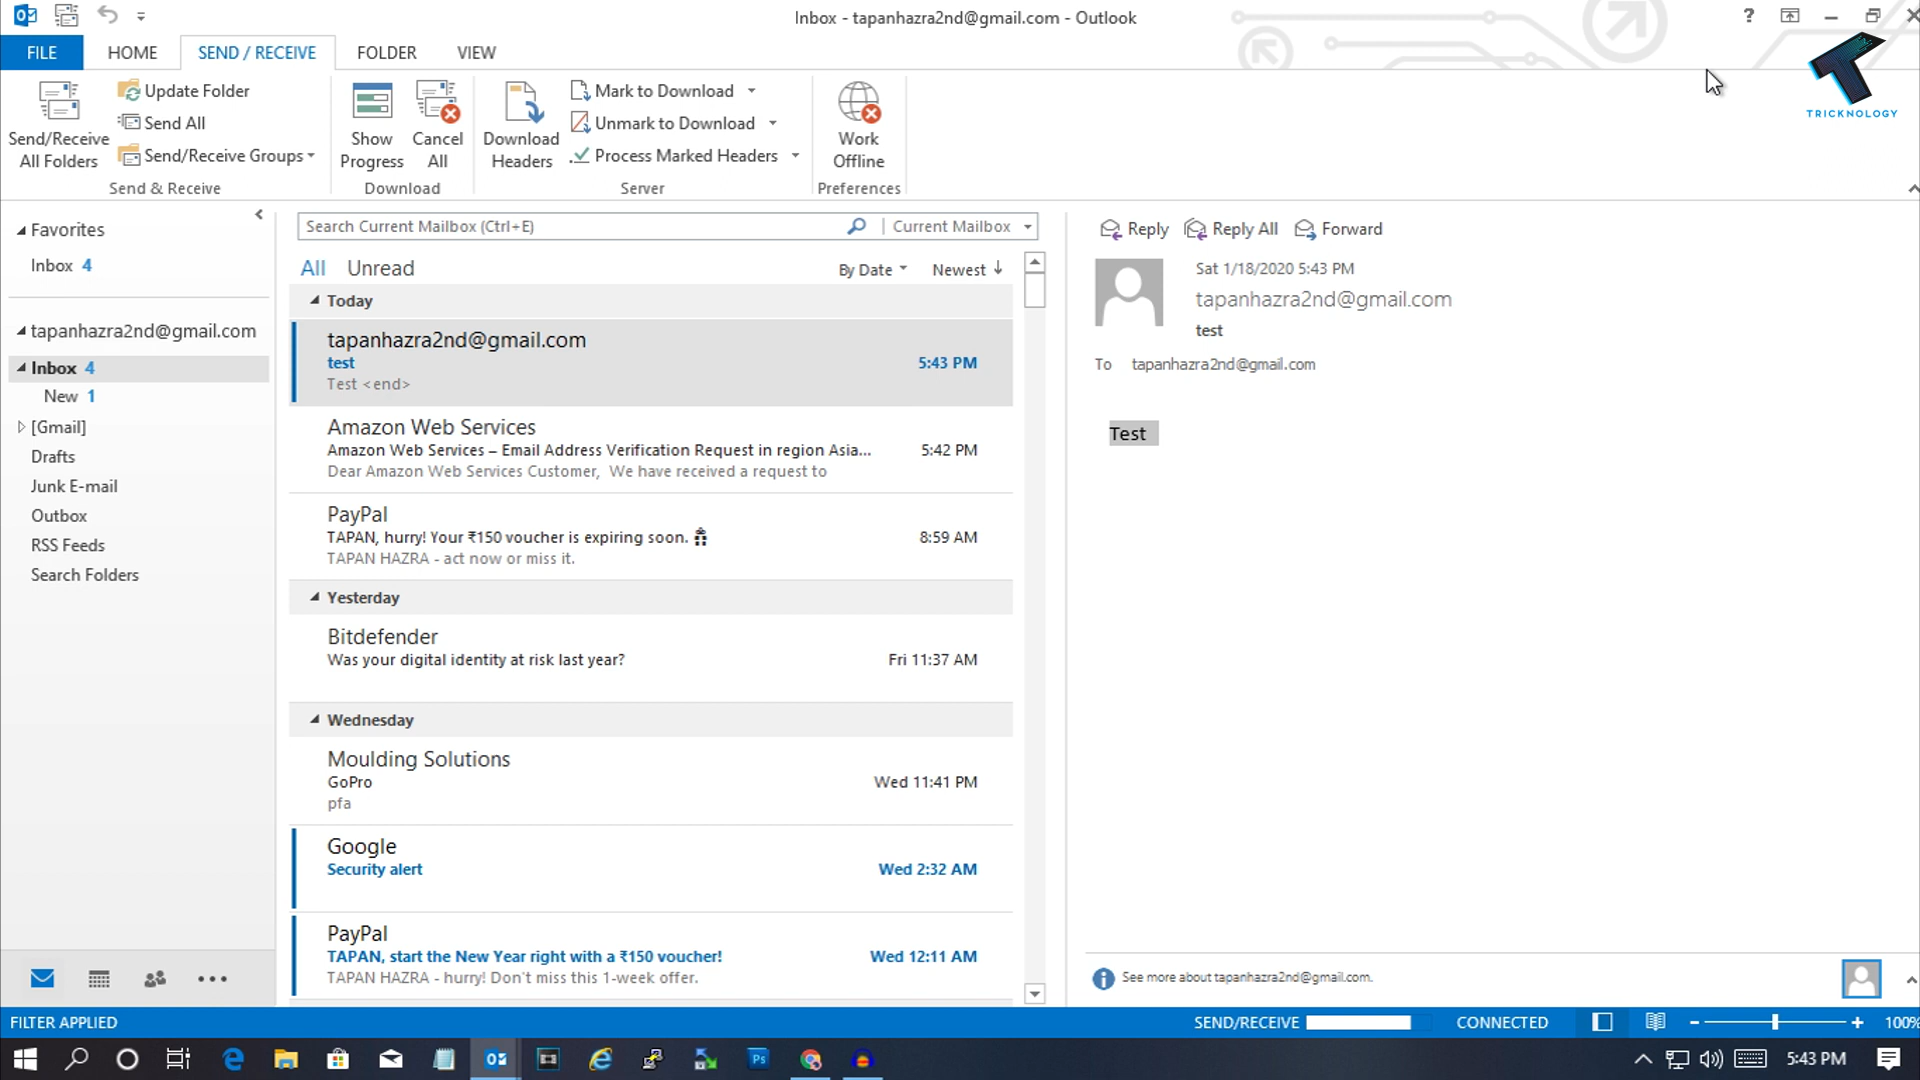 Inbox - tapanhazra2nd@gmail.com - Outlook
?
FILE
HOME
SEND / RECEIVE
FOLDER
VIEW
TRICKNOLOGY
Send/Receive
All Folders
Update Folder
Send All
Send/Receive Groups
Send & Receive
Show
Progress
Cancel
All
Download
Download
Headers
Mark to Download
Unmark to Download
Process Marked Headers
Server
Work
Offline
Preferences
Favorites
Inbox 4
tapanhazra2nd@gmail.com
Inbox 4
New 1
[Gmail]
Drafts
Junk E-mail
Outbox
RSS Feeds
Search Folders
Search Current Mailbox (Ctrl+E)
Current Mailbox
All
Unread
By Date
Newest
Today
tapanhazra2nd@gmail.com
test 5:43 PM
Test <end>
Amazon Web Services
Amazon Web Services – Email Address Verification Request in region Asia... 5:42 PM
Dear Amazon Web Services Customer, We have received a request to
PayPal
TAPAN, hurry! Your ₹150 voucher is expiring soon. 8:59 AM
TAPAN HAZRA - act now or miss it.
Yesterday
Bitdefender
Was your digital identity at risk last year? Fri 11:37 AM
Wednesday
Moulding Solutions
GoPro Wed 11:41 PM
pfa
Google
Security alert Wed 2:32 AM
PayPal
TAPAN, start the New Year right with a ₹150 voucher! Wed 12:11 AM
TAPAN HAZRA - hurry! Don't miss this 1-week offer.
Reply
Reply All
Forward
Sat 1/18/2020 5:43 PM
tapanhazra2nd@gmail.com
test
To tapanhazra2nd@gmail.com
Test
See more about tapanhazra2nd@gmail.com.
FILTER APPLIED
SEND/RECEIVE
CONNECTED
100%
Ps
5:43 PM